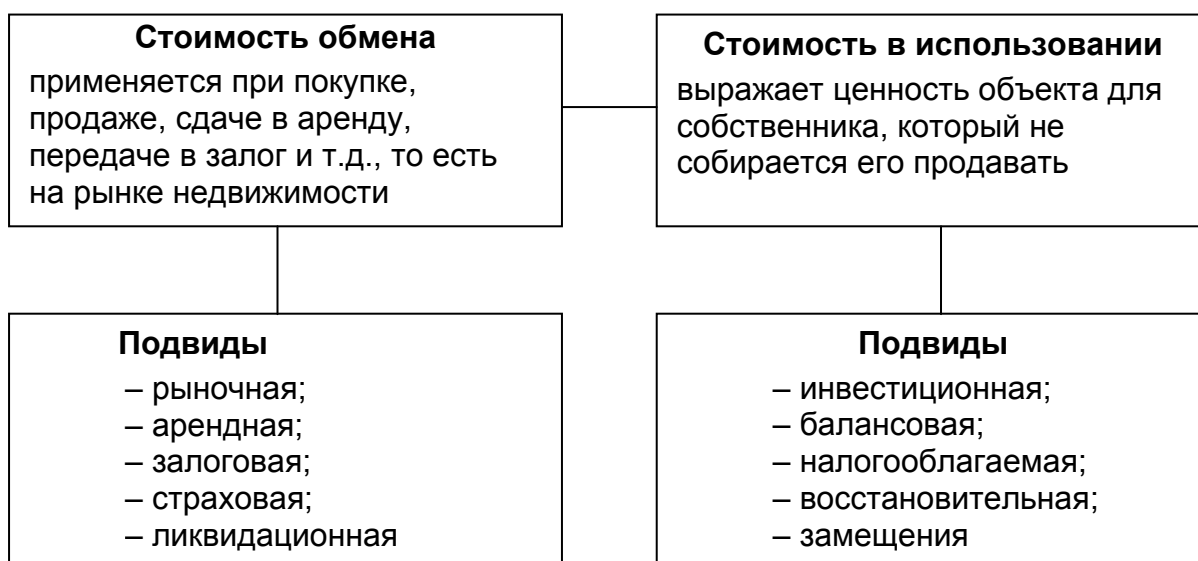 Стоимость обмена
применяется при покупке,
продаже, сдаче в аренду,
передаче в залог и т.д., то есть
на рынке недвижимости
Стоимость в использовании
выражает ценность объекта для
собственника, который не
собирается его продавать
Подвиды
– рыночная;
– арендная;
– залоговая;
– страховая;
– ликвидационная
Подвиды
– инвестиционная;
– балансовая;
– налогооблагаемая;
– восстановительная;
– замещения